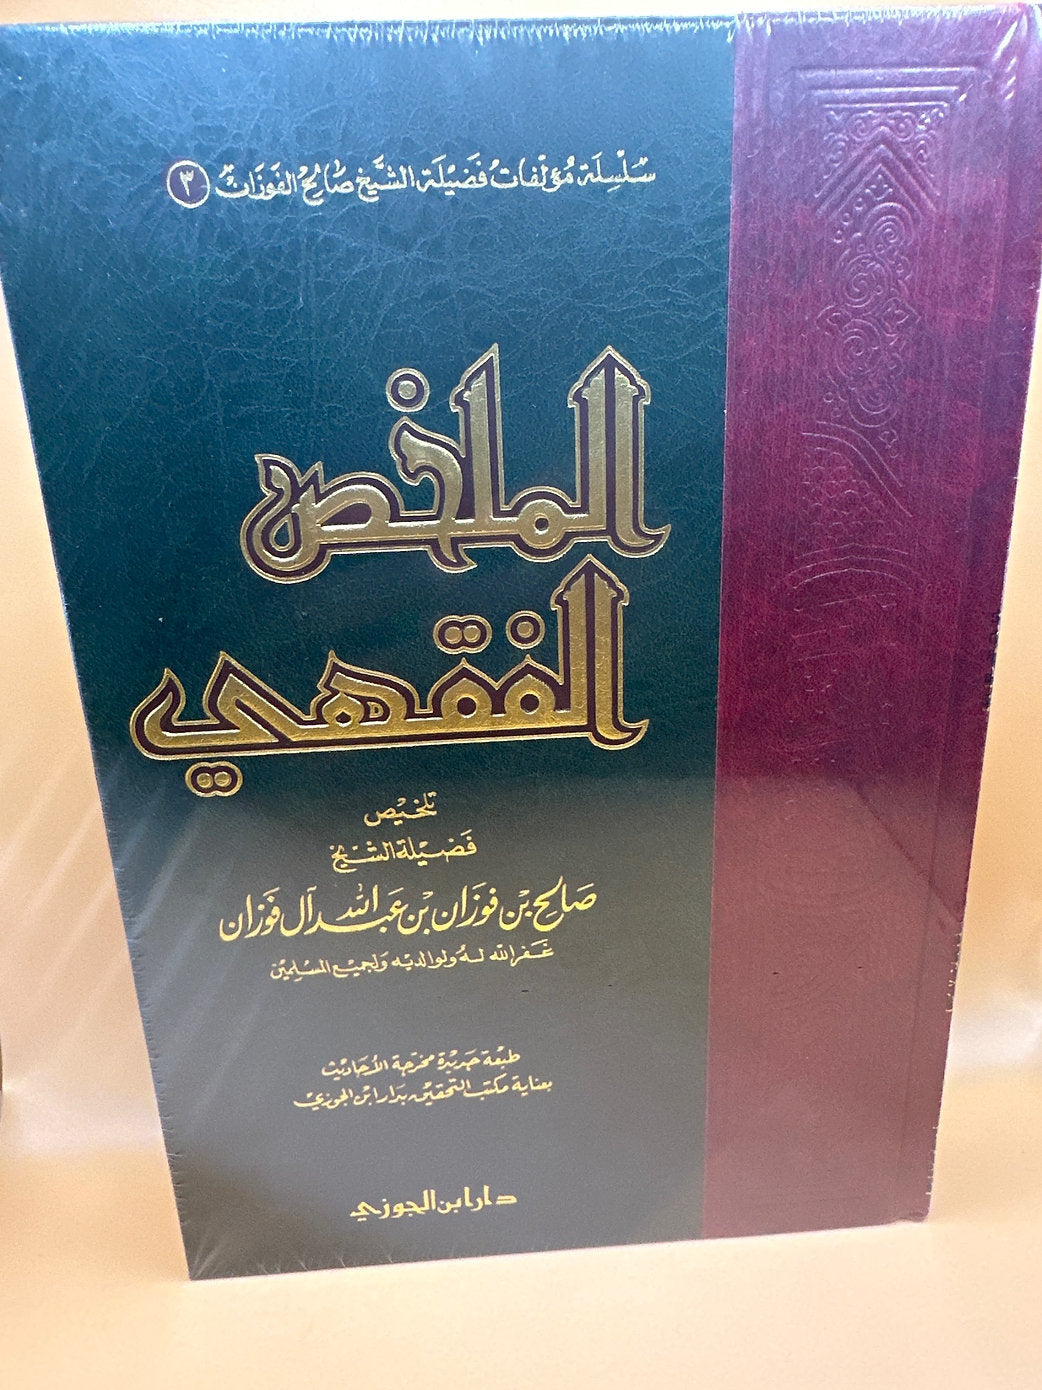 سلسلة مؤلفات فضيلة الشيخ صالح الفوزان ٣
الملخص
الفقهي
تلخيص
فضيلة الشيخ
صالح بن فوزان بن عبد الله آل فوزان
غفر الله له ولوالديه ولجميع المسلمين
طبعة جديدة مخرجة الأحاديث
بعناية مكتب التحقيق بدار ابن الجوزي
دار ابن الجوزي